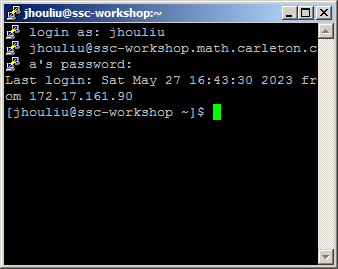 jhouliu@ssc-workshop:~
login as: jhouliu
jhouliu@ssc-workshop.math.carleton.c
a's password:
Last login: Sat May 27 16:43:30 2023 fr
om 172.17.161.90
[jhouliu@ssc-workshop ~]$